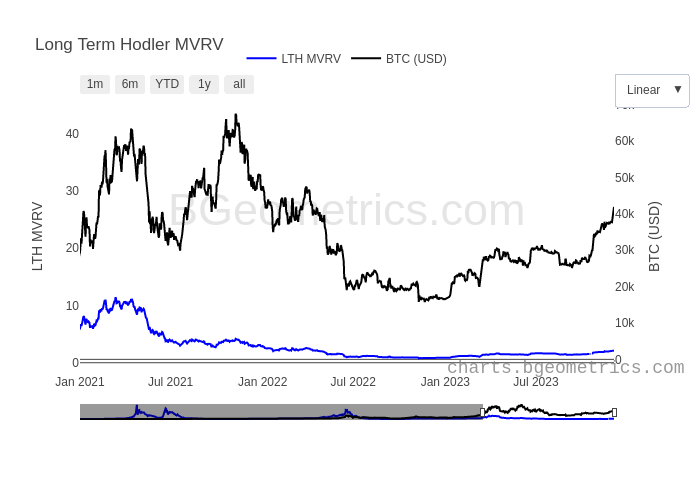 Long Term Hodler MVRV
LTH MVRV
BTC (USD)
1m
6m
YTD
1y
all
Linear
▼
70k
40
30
20
10
0
60k
50k
40k
30k
20k
10k
0
LTH MVRV
BTC (USD)
BGeometrics.com
charts.bgeometrics.com
Jan 2021
Jul 2021
Jan 2022
Jul 2022
Jan 2023
Jul 2023